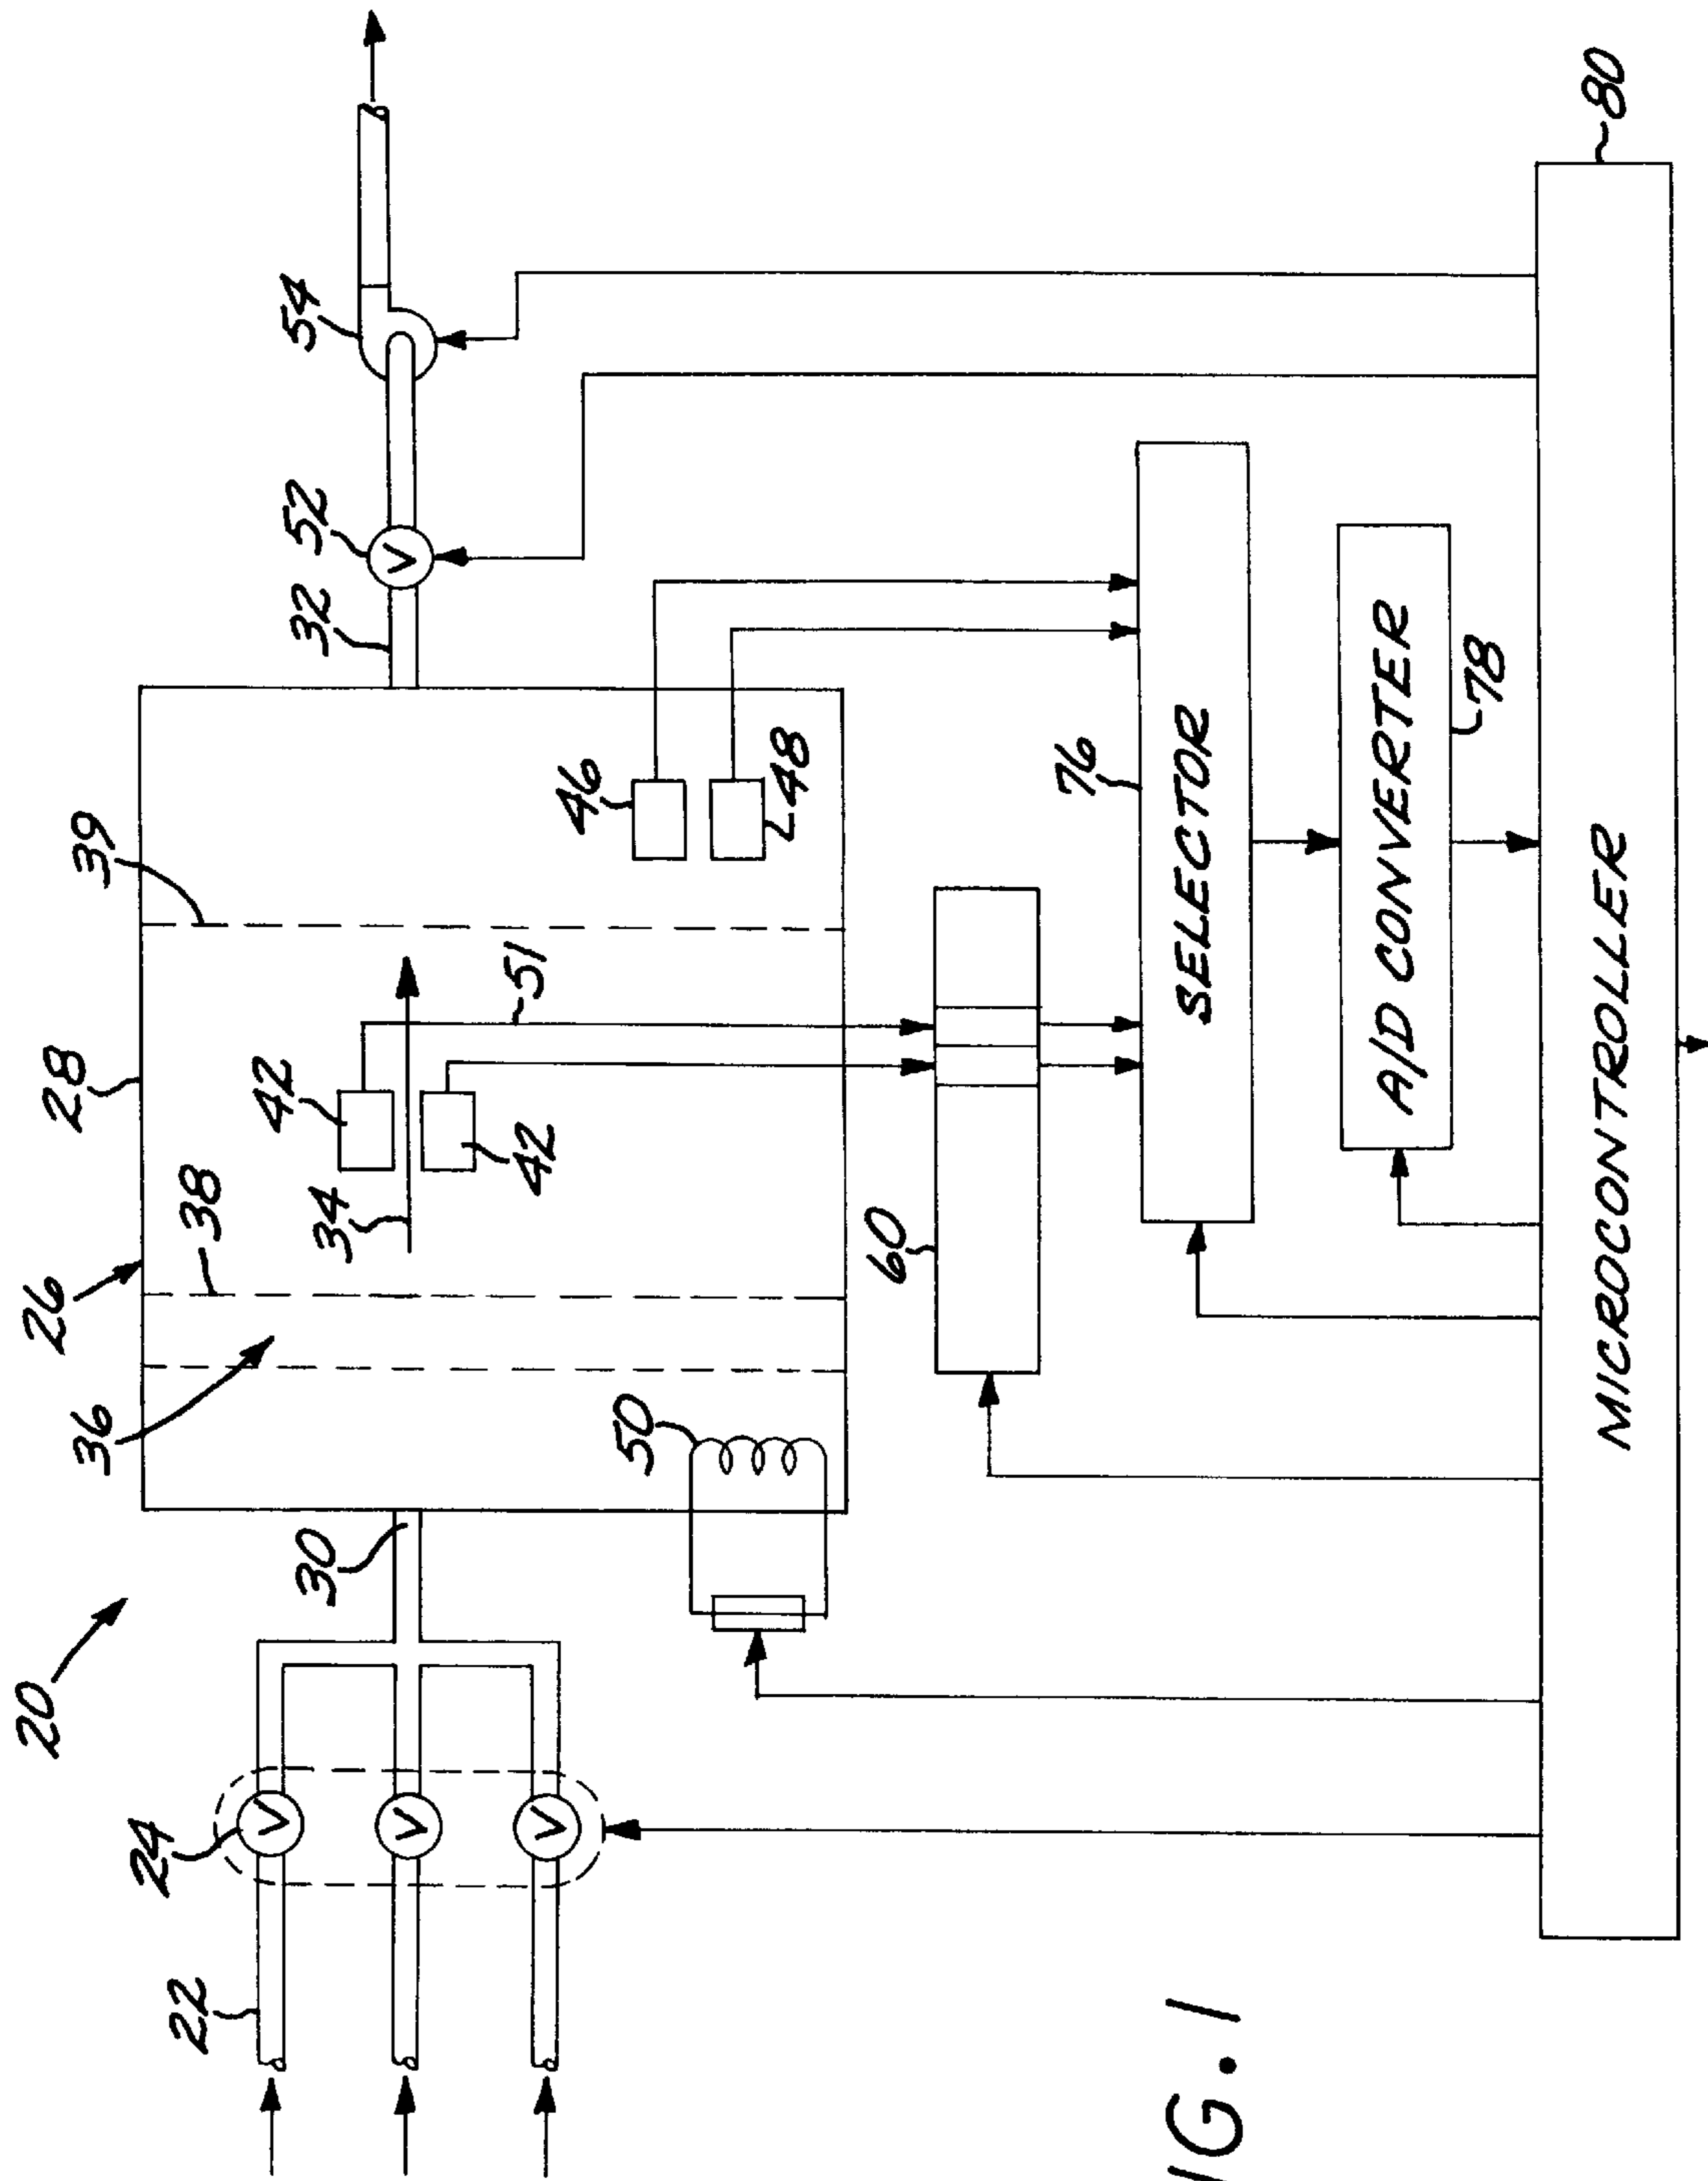 20
26
28
36
38
39
22
24
30
34
42
42
51
46
48
32
52
54
50
60
76
SELECTOR
A/D CONVERTER
78
MICROCONTROLLER
80
V
V
V
V
IG. 1